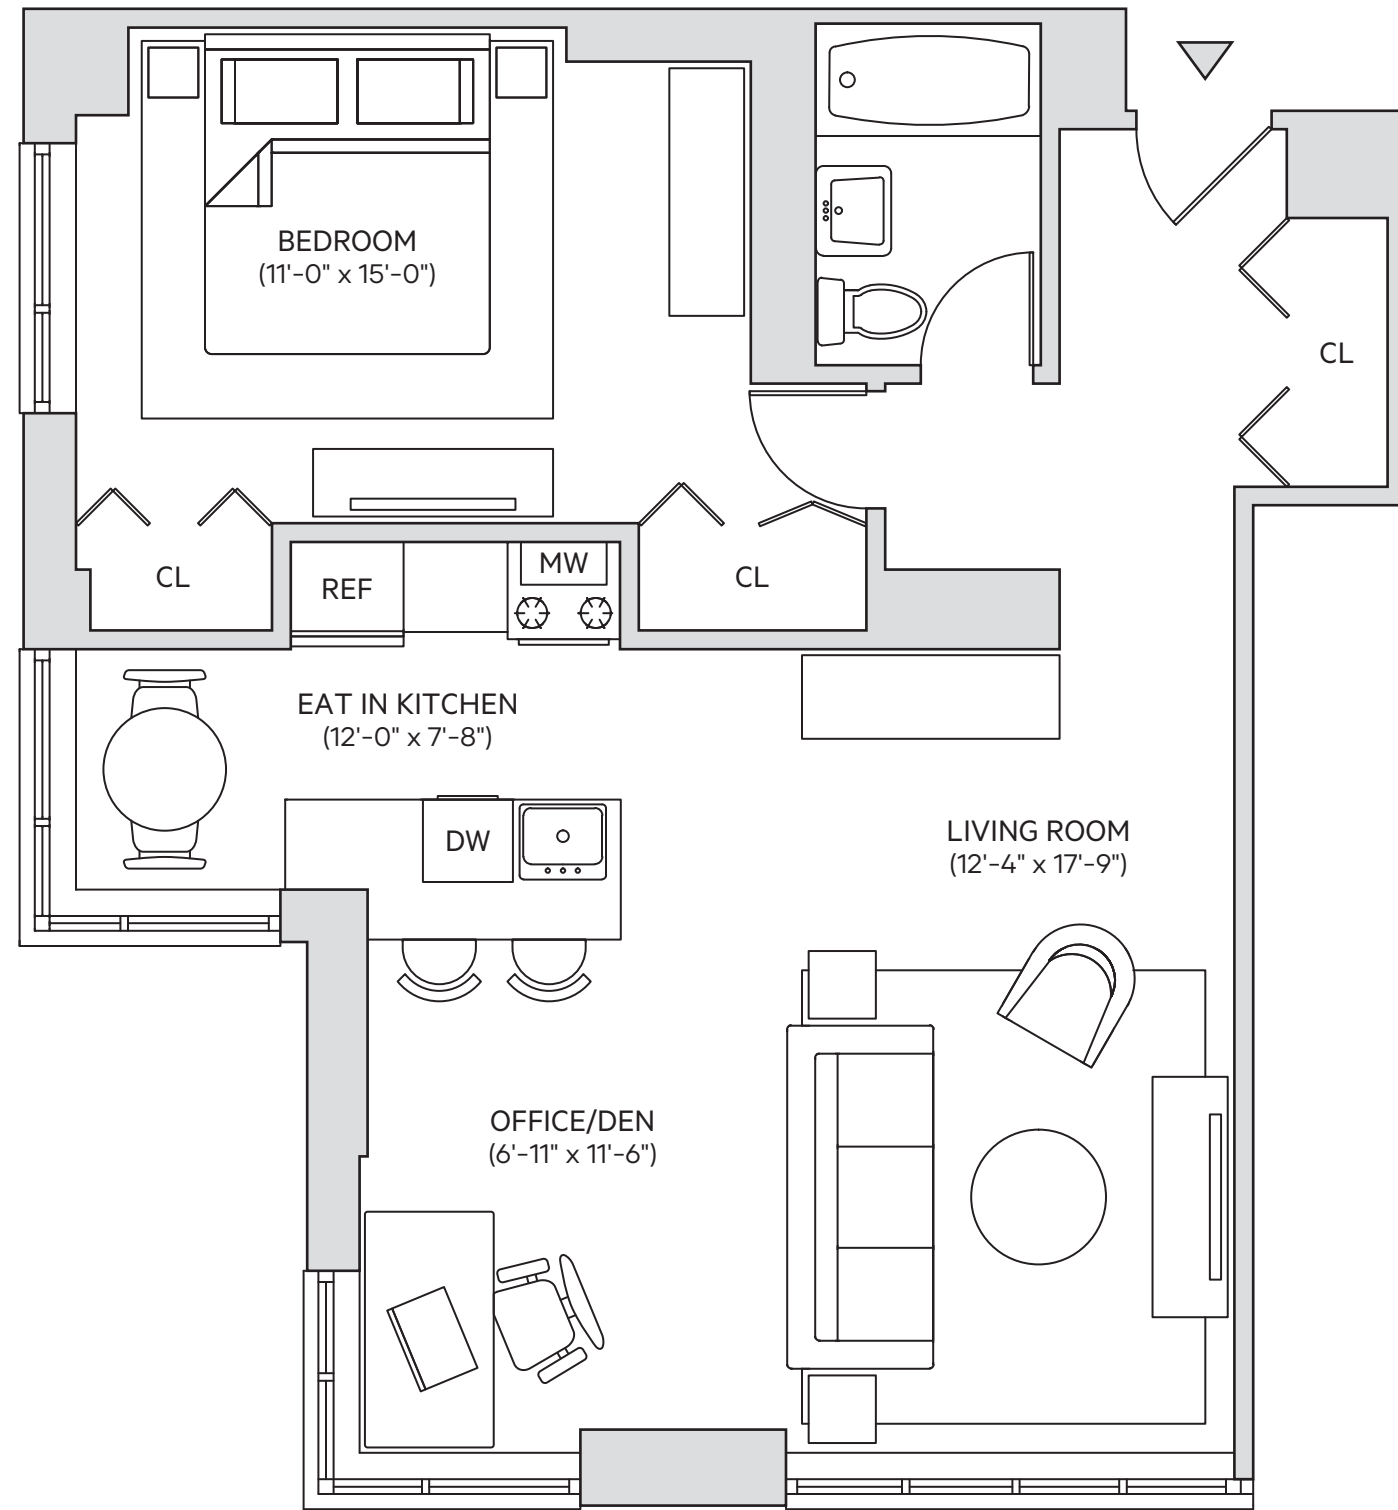 BEDROOM
(11'-0" x 15'-0")
CL
CL
REF
MW
CL
EAT IN KITCHEN
(12'-0" x 7'-8")
DW
LIVING ROOM
(12'-4" x 17'-9")
OFFICE/DEN
(6'-11" x 11'-6")